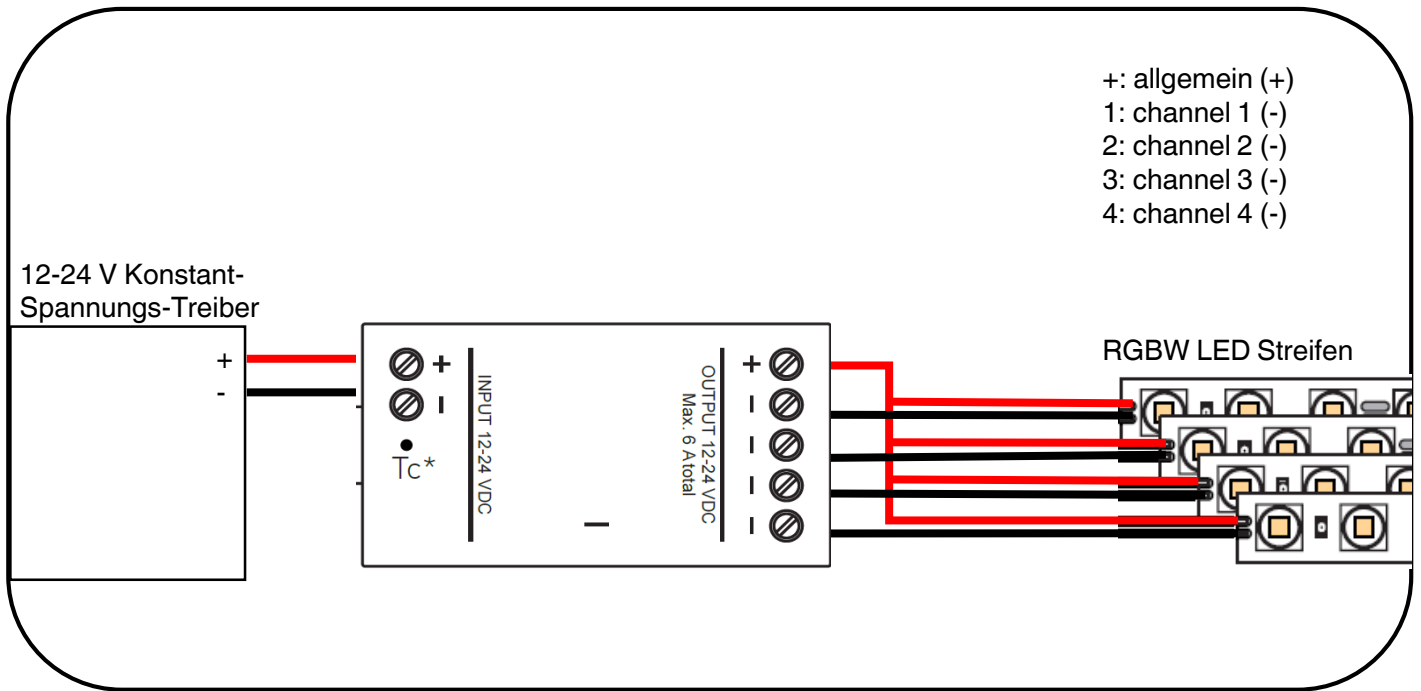 +: allgemein (+)
1: channel 1 (-)
2: channel 2 (-)
3: channel 3 (-)
4: channel 4 (-)
12-24 V Konstant-
Spannungs-Treiber
+
-
+
-
INPUT 12-24 VDC
Tc*
OUTPUT 12-24 VDC
Max. 6 A total
+
-
-
-
-
RGBW LED Streifen